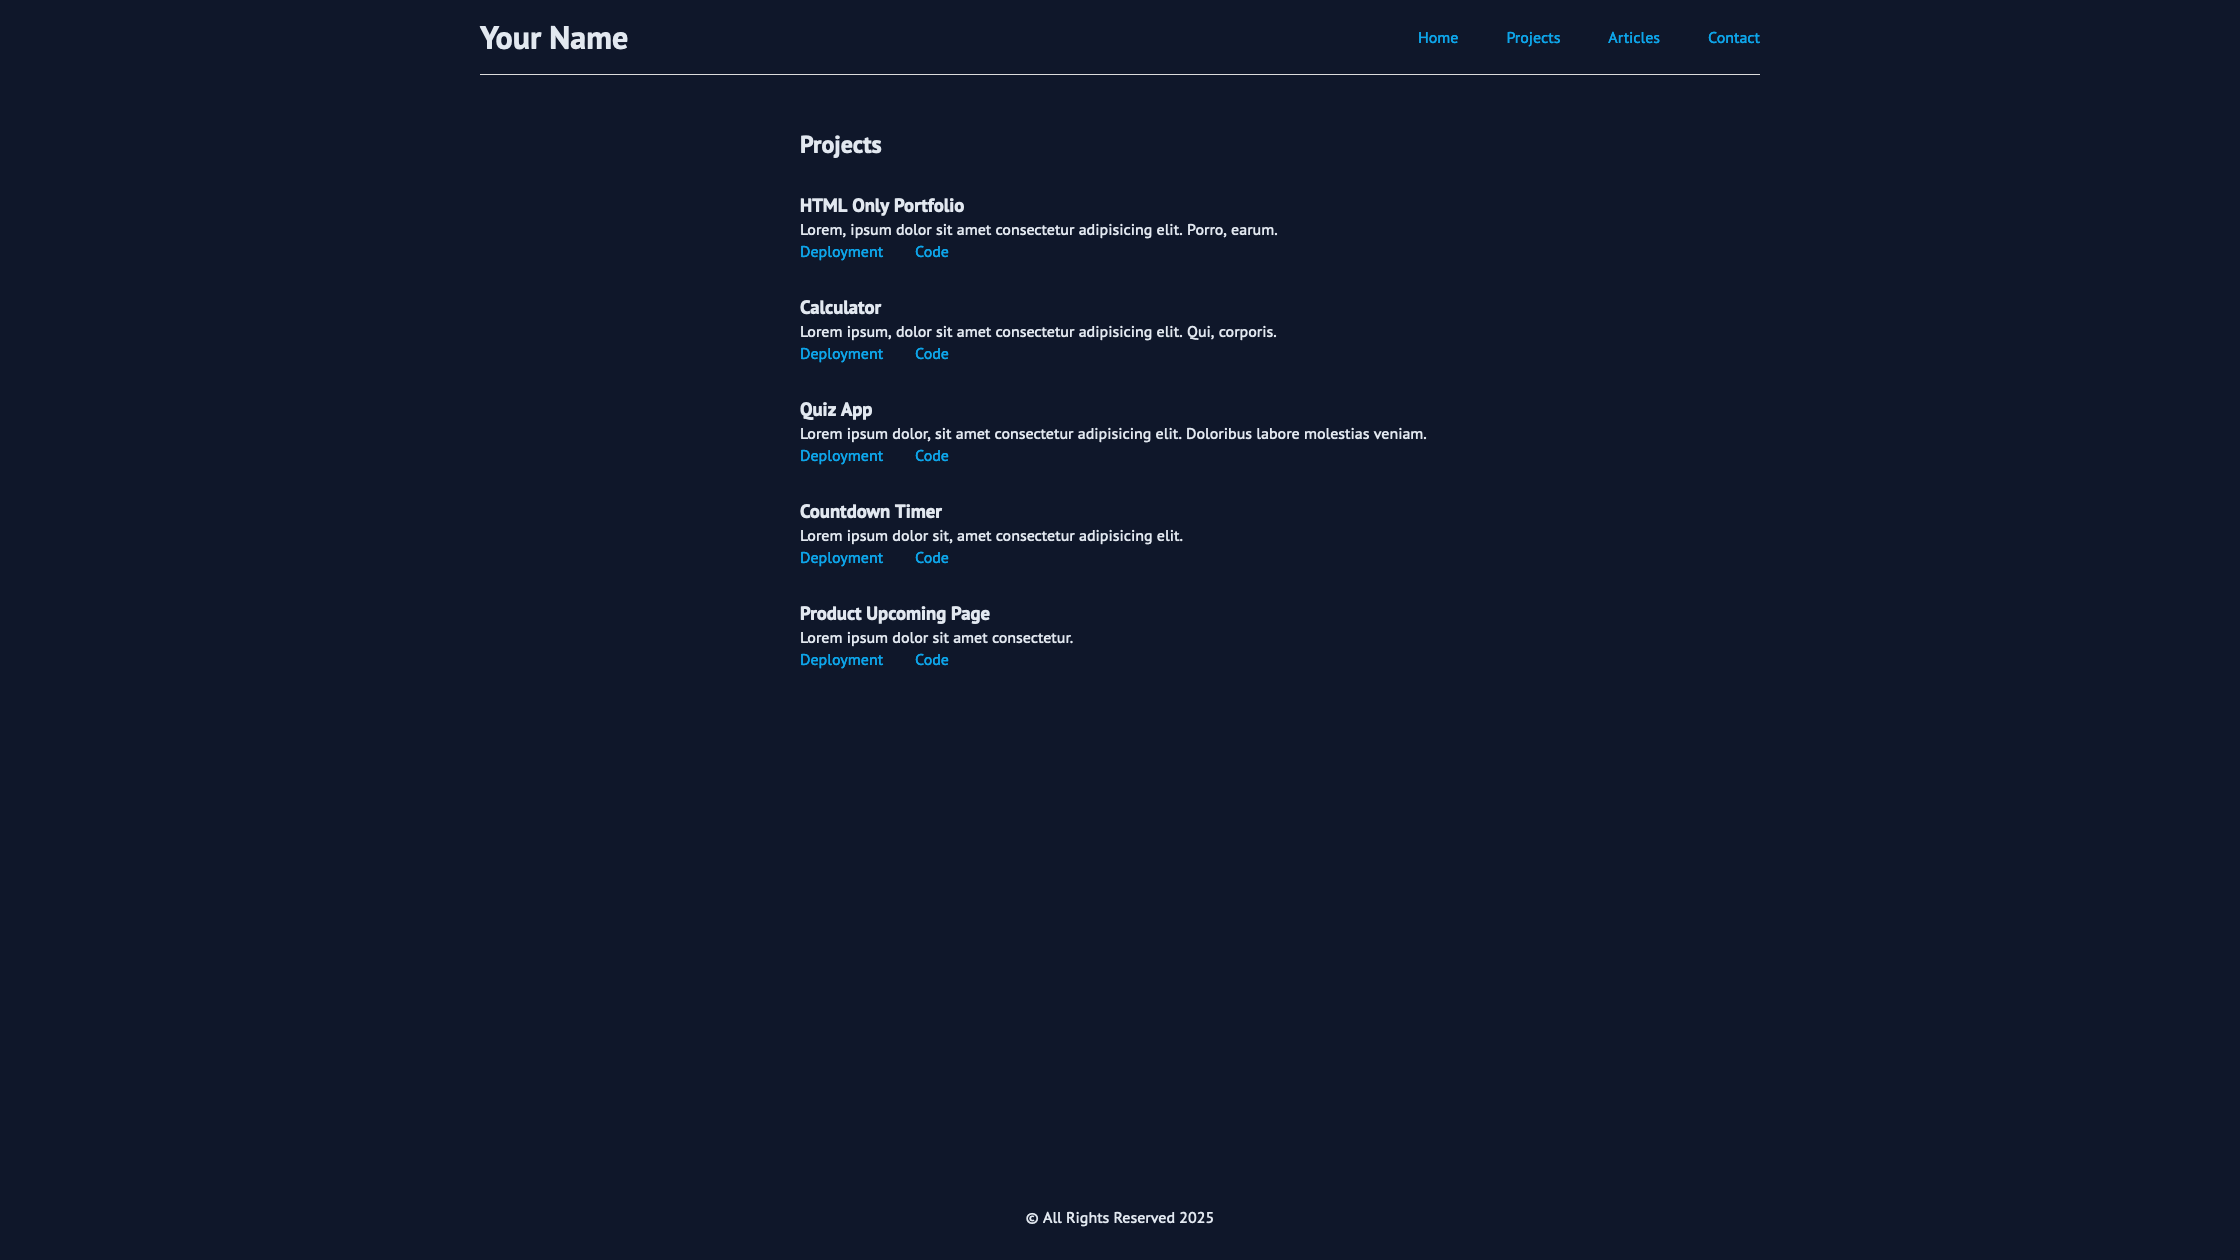 Your Name
Home Projects Articles Contact
Projects
HTML Only Portfolio
Lorem, ipsum dolor sit amet consectetur adipisicing elit. Porro, earum.
Deployment Code
Calculator
Lorem ipsum, dolor sit amet consectetur adipisicing elit. Qui, corporis.
Deployment Code
Quiz App
Lorem ipsum dolor, sit amet consectetur adipisicing elit. Doloribus labore molestias veniam.
Deployment Code
Countdown Timer
Lorem ipsum dolor sit, amet consectetur adipisicing elit.
Deployment Code
Product Upcoming Page
Lorem ipsum dolor sit amet consectetur.
Deployment Code
© All Rights Reserved 2025